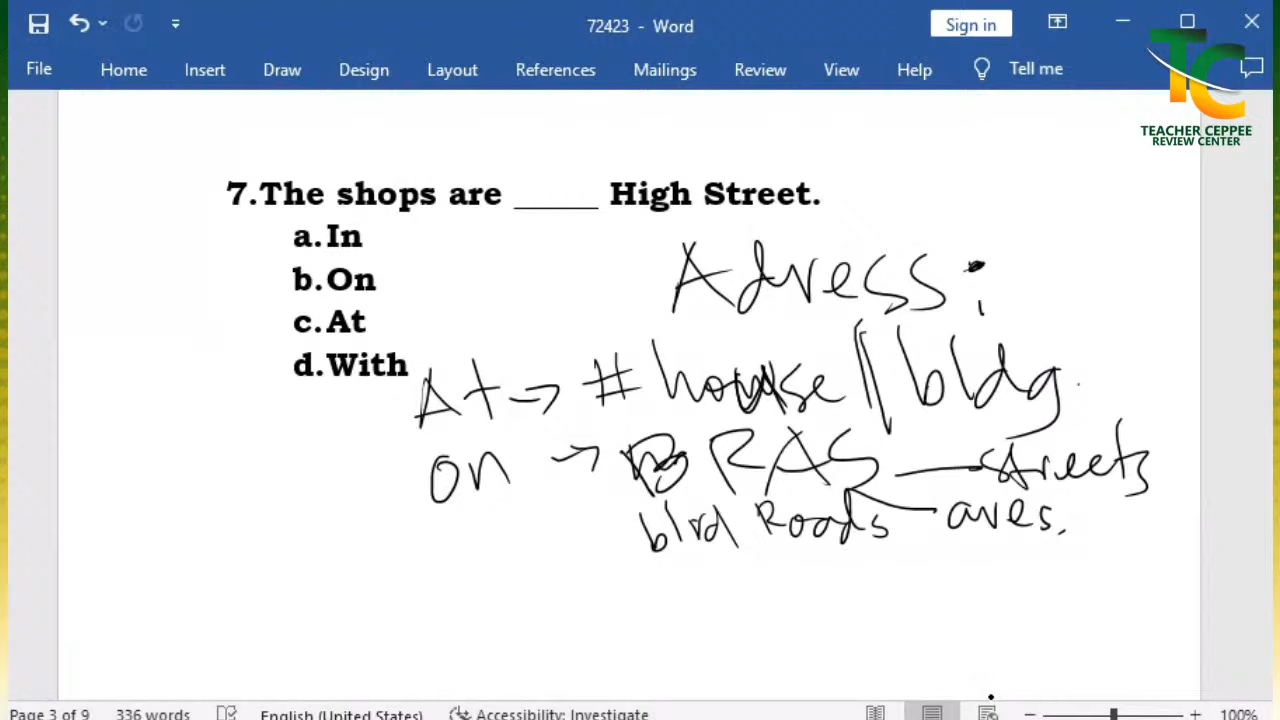 72423 - Word
Sign in
File Home Insert Draw Design Layout References Mailings Review View Help Tell me
TC
TEACHER CEPPEE
REVIEW CENTER
7.The shops are _____ High Street.
a.In
b.On
c.At
d.With
Adress:
At → # house // bldg
on → BRAS — streets
blvd Roads aves.
Page 3 of 9 336 words English (United States) Accessibility: Investigate 100%